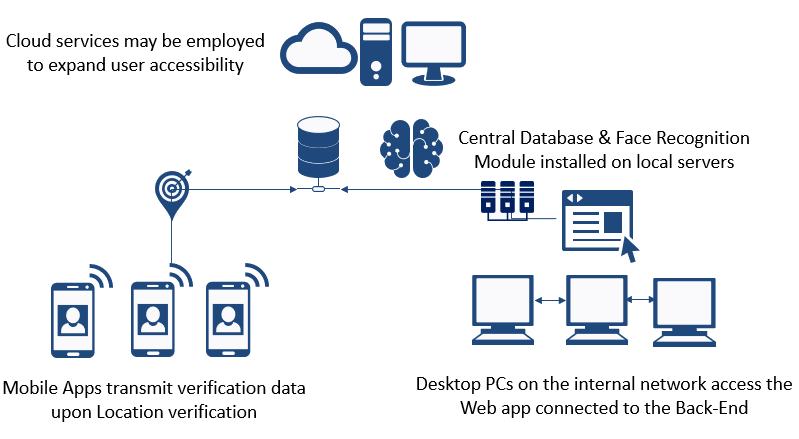 Cloud services may be employed
to expand user accessibility
Central Database & Face Recognition
Module installed on local servers
Mobile Apps transmit verification data
upon Location verification
Desktop PCs on the internal network access the
Web app connected to the Back-End